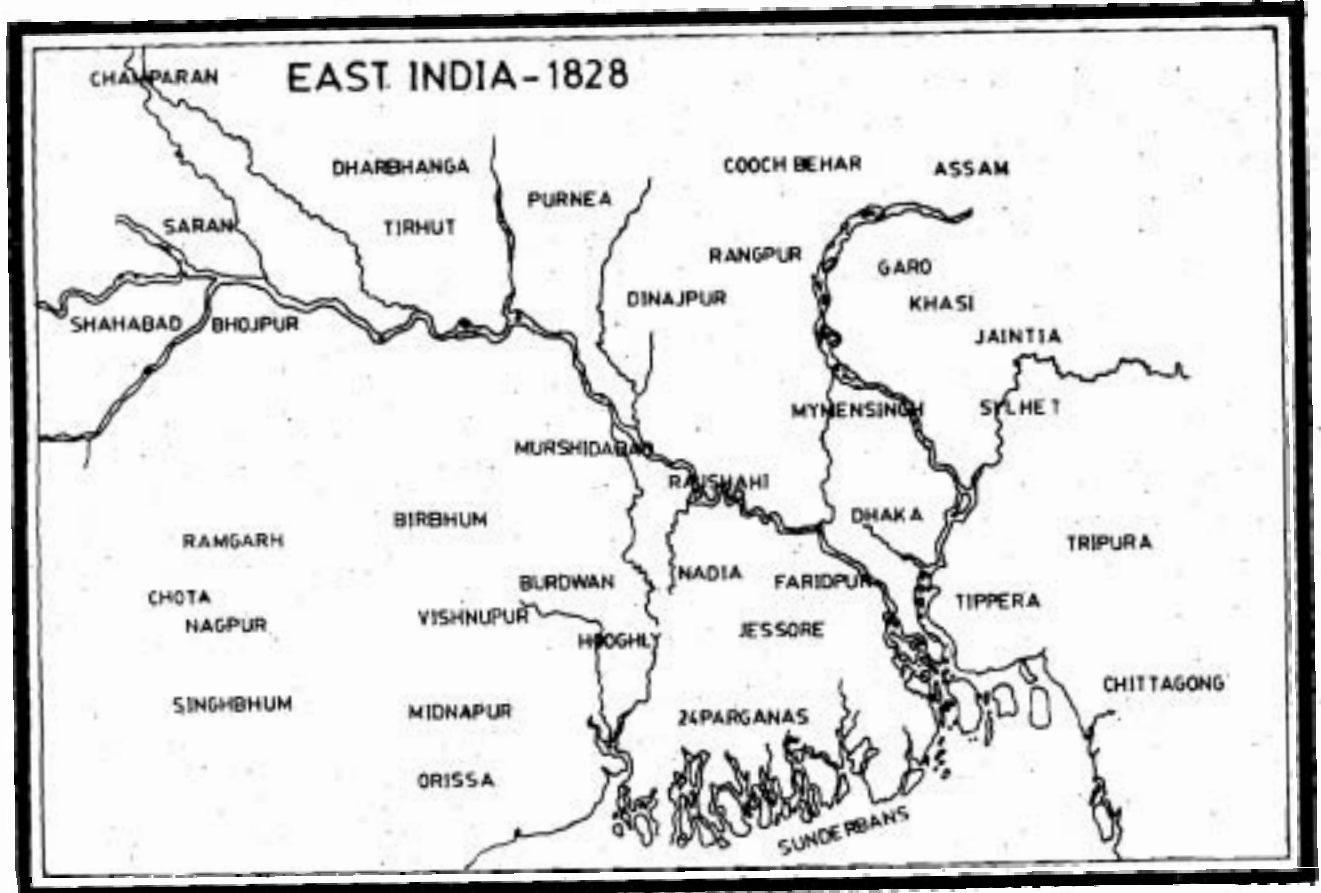 EAST INDIA-1828
CHAMPARAN
DHARBHANGA
COOCH BEHAR
ASSAM
PURNEA
SARAN
TIRHUT
RANGPUR
GARO
DINAJPUR
KHASI
SHAHABAD
BHOJPUR
JAINTIA
MYMENSINGH
SYLHET
MURSHIDABAD
RAJSHAHI
BIRBHUM
DHAKA
RAMGARH
TRIPURA
BURDWAN
NADIA
FARIDPUR
CHOTA
NAGPUR
VISHNUPUR
TIPPERA
HOOGHLY
JESSORE
CHITTAGONG
SINGHBHUM
MIDNAPUR
24PARGANAS
ORISSA
SUNDERBANS